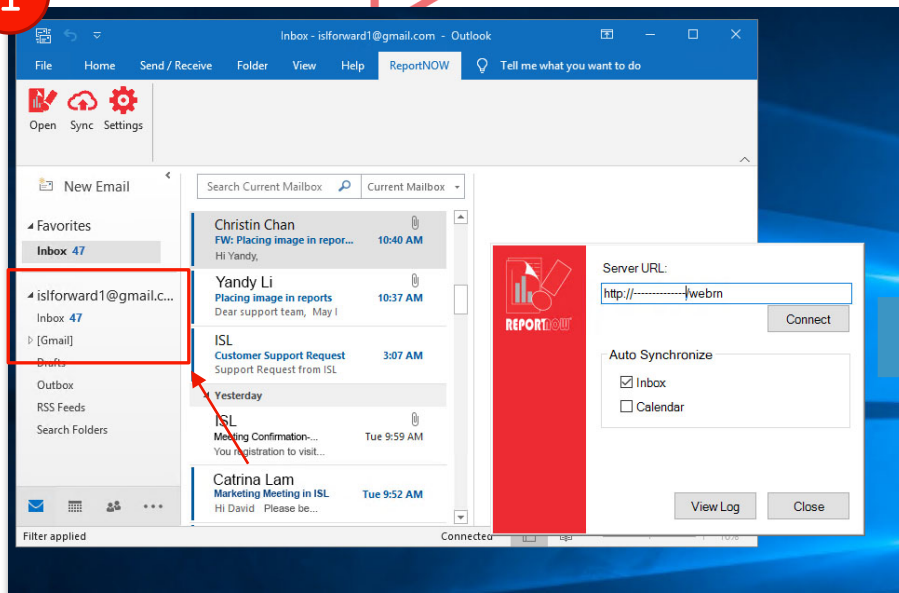 1
Inbox - islforward1@gmail.com - Outlook
File Home Send / Receive Folder View Help ReportNOW Tell me what you want to do
Open Sync Settings
New Email
Search Current Mailbox Current Mailbox
Favorites
Inbox 47
islforward1@gmail.c...
Inbox 47
[Gmail]
Drafts
Outbox
RSS Feeds
Search Folders
Christin Chan
FW: Placing image in repor... 10:40 AM
Hi Yandy,
Yandy Li
Placing image in reports 10:37 AM
Dear support team, May I
ISL
Customer Support Request 3:07 AM
Support Request from ISL
Yesterday
ISL
Meeting Confirmation-... Tue 9:59 AM
You registration to visit...
Catrina Lam
Marketing Meeting in ISL Tue 9:52 AM
Hi David Please be...
Filter applied
Connected
REPORTNOW
Server URL:
http://--------------/webrn
Connect
Auto Synchronize
Inbox
Calendar
View Log Close